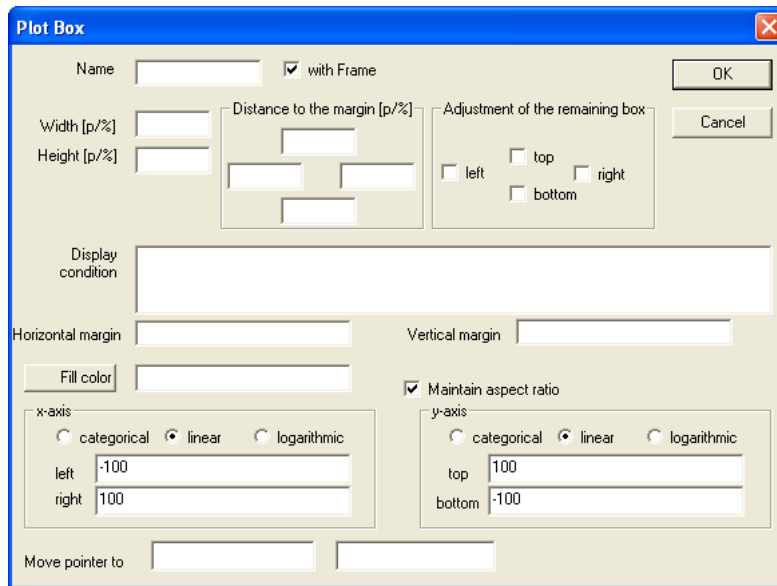 Plot Box
Name
with Frame
OK
Width [p/%]
Height [p/%]
Distance to the margin [p/%]
Adjustment of the remaining box
left
top
right
bottom
Cancel
Display
condition
Horizontal margin
Vertical margin
Fill color
Maintain aspect ratio
x-axis
categorical linear logarithmic
left -100
right 100
y-axis
categorical linear logarithmic
top 100
bottom -100
Move pointer to